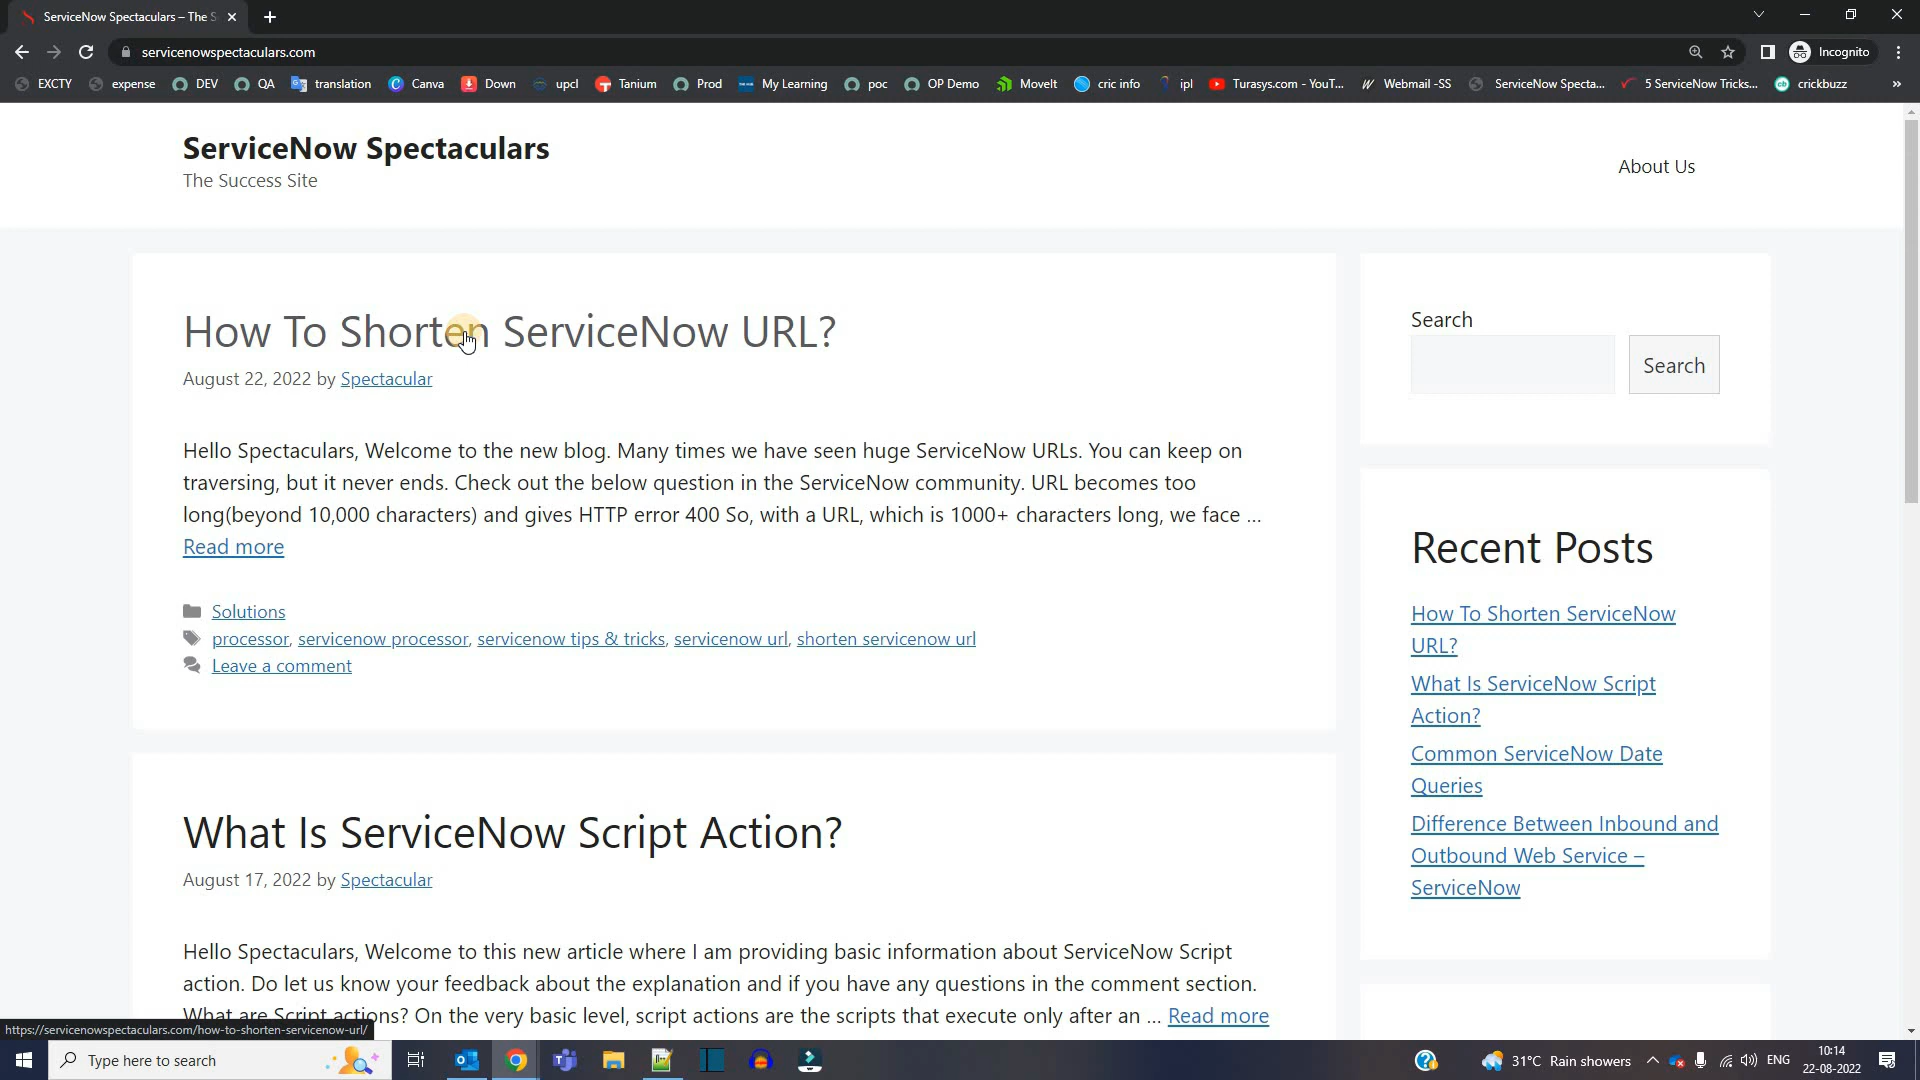 ServiceNow Spectaculars – The S
servicenowspectaculars.com
Incognito
EXCTY expense DEV QA translation Canva Down upcl Tanium Prod My Learning poc OP Demo MoveIt cric info ipl Turasys.com - YouT... Webmail -SS ServiceNow Specta... 5 ServiceNow Tricks... crickbuzz »
ServiceNow Spectaculars
The Success Site
About Us
How To Shorten ServiceNow URL?
August 22, 2022 by Spectacular
Hello Spectaculars, Welcome to the new blog. Many times we have seen huge ServiceNow URLs. You can keep on
traversing, but it never ends. Check out the below question in the ServiceNow community. URL becomes too
long(beyond 10,000 characters) and gives HTTP error 400 So, with a URL, which is 1000+ characters long, we face ...
Read more
Solutions
processor, servicenow processor, servicenow tips & tricks, servicenow url, shorten servicenow url
Leave a comment
What Is ServiceNow Script Action?
August 17, 2022 by Spectacular
Hello Spectaculars, Welcome to this new article where I am providing basic information about ServiceNow Script
action. Do let us know your feedback about the explanation and if you have any questions in the comment section.
What are Script actions? On the very basic level, script actions are the scripts that execute only after an ... Read more
Search
Search
Recent Posts
How To Shorten ServiceNow
URL?
What Is ServiceNow Script
Action?
Common ServiceNow Date
Queries
Difference Between Inbound and
Outbound Web Service –
ServiceNow
https://servicenowspectaculars.com/how-to-shorten-servicenow-url/
Type here to search
31°C Rain showers
ENG
10:14
22-08-2022